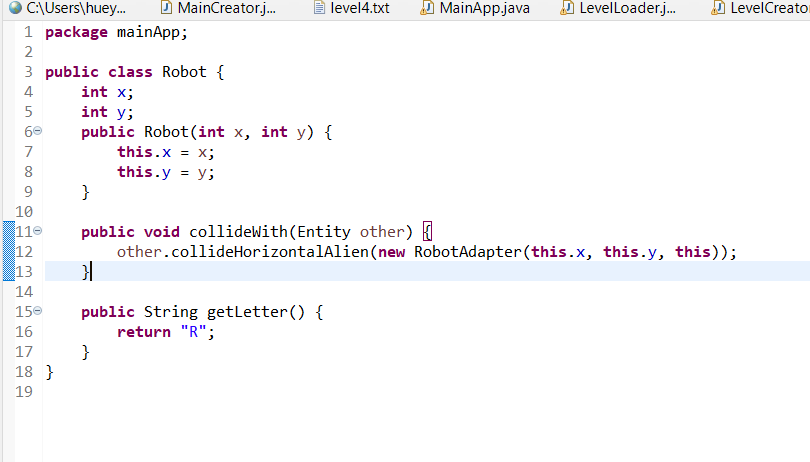 C:\Users\huey... MainCreator.j... level4.txt MainApp.java LevelLoader.j... LevelCreator
1 package mainApp;
2
3 public class Robot {
4     int x;
5     int y;
6     public Robot(int x, int y) {
7         this.x = x;
8         this.y = y;
9     }
10
11     public void collideWith(Entity other) {
12         other.collideHorizontalAlien(new RobotAdapter(this.x, this.y, this));
13     }
14
15     public String getLetter() {
16         return "R";
17     }
18 }
19